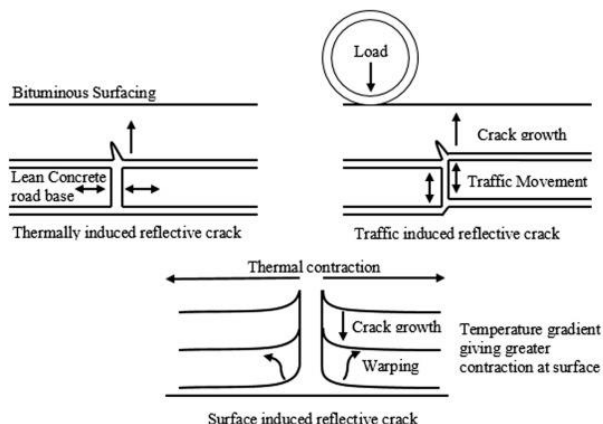 Bituminous Surfacing
Lean Concrete
road base
Thermally induced reflective crack
Load
Crack growth
Traffic Movement
Traffic induced reflective crack
Thermal contraction
Crack growth
Warping
Temperature gradient
giving greater
contraction at surface
Surface induced reflective crack